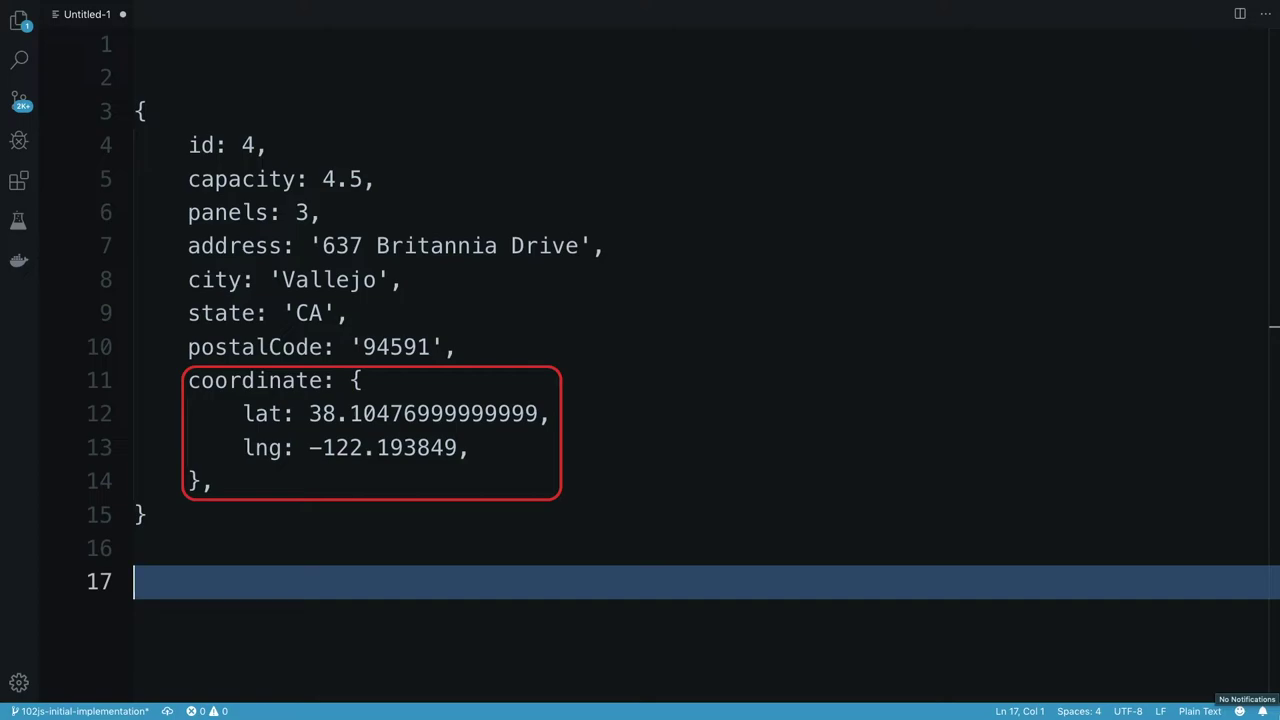 Untitled-1
1
2
3 {
4 id: 4,
5 capacity: 4.5,
6 panels: 3,
7 address: '637 Britannia Drive',
8 city: 'Vallejo',
9 state: 'CA',
10 postalCode: '94591',
11 coordinate: {
12 lat: 38.10476999999999,
13 lng: -122.193849,
14 },
15 }
16
17
1
2K+
No Notifications
102js-initial-implementation* 0 0 Ln 17, Col 1 Spaces: 4 UTF-8 LF Plain Text